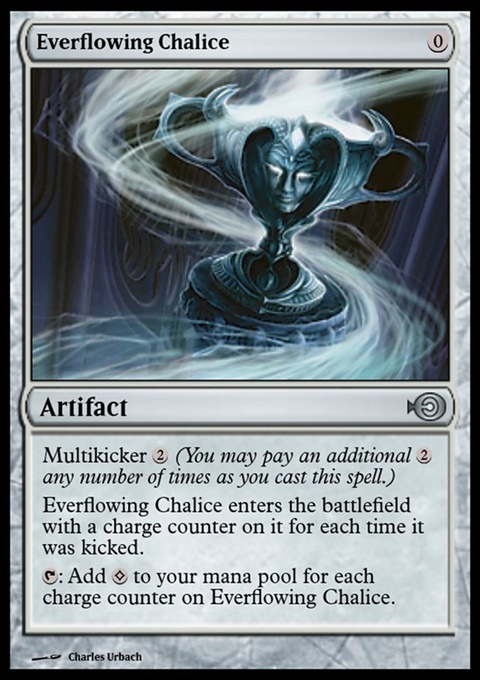 Everflowing Chalice 0
Artifact
Multikicker 2 (You may pay an additional 2
any number of times as you cast this spell.)
Everflowing Chalice enters the battlefield
with a charge counter on it for each time it
was kicked.
: Add to your mana pool for each
charge counter on Everflowing Chalice.
Charles Urbach